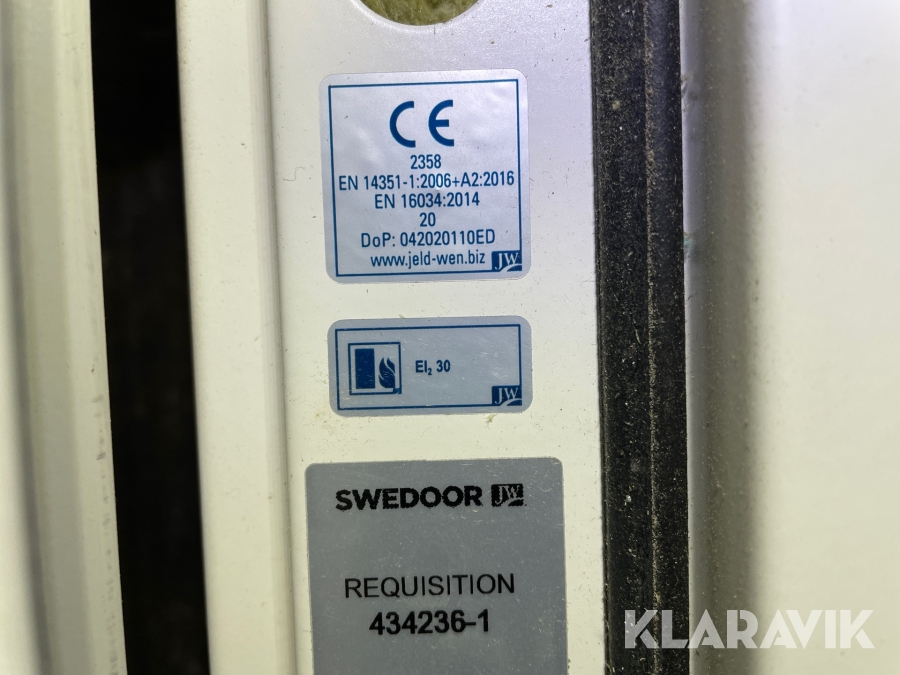 CE
2358
EN 14351-1:2006+A2:2016
EN 16034:2014
20
DoP: 042020110ED
www.jeld-wen.biz JW
EI₂ 30
JW
SWEDOOR JW
REQUISITION
434236-1
KLARAVIK